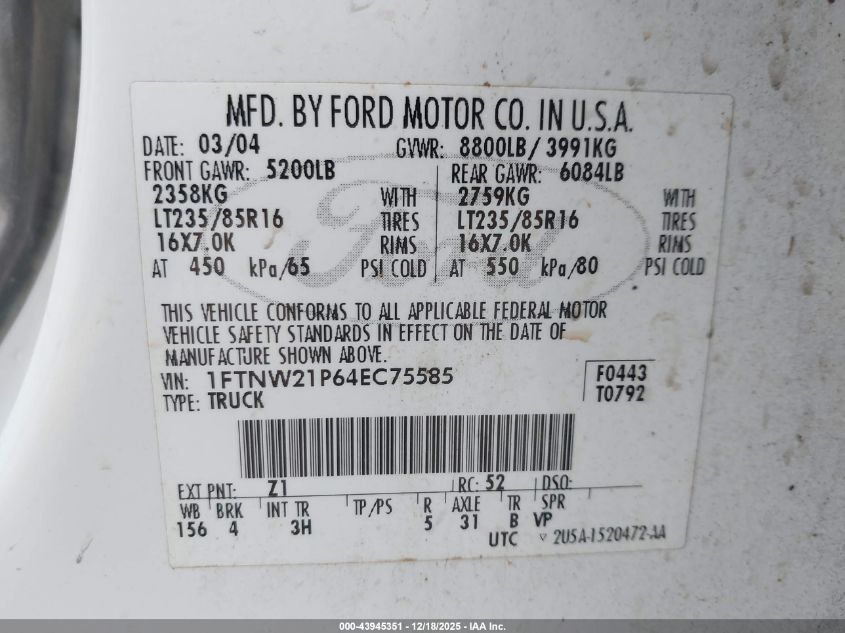 MFD. BY FORD MOTOR CO. IN U.S.A.
DATE: 03/04 GVWR: 8800LB/ 3991KG
FRONT GAWR: 5200LB REAR GAWR: 6084LB
2358KG WITH 2759KG WITH
LT235/85R16 TIRES LT235/85R16 TIRES
16X7.0K RIMS 16X7.0K RIMS
AT 450 kPa/65 PSI COLD AT 550 kPa/80 PSI COLD
Ford
THIS VEHICLE CONFORMS TO ALL APPLICABLE FEDERAL MOTOR
VEHICLE SAFETY STANDARDS IN EFFECT ON THE DATE OF
MANUFACTURE SHOWN ABOVE.
VIN: 1FTNW21P64EC75585 F0443
TYPE: TRUCK T0792
EXT PNT: Z1 RC: 52 DSO:
WB BRK INT TR TP/PS R AXLE TR SPR
156 4 3H 5 31 B VP
UTC ▽ 2U5A-1520472-AA
000-43945351 - 12/18/2025 - IAA Inc.